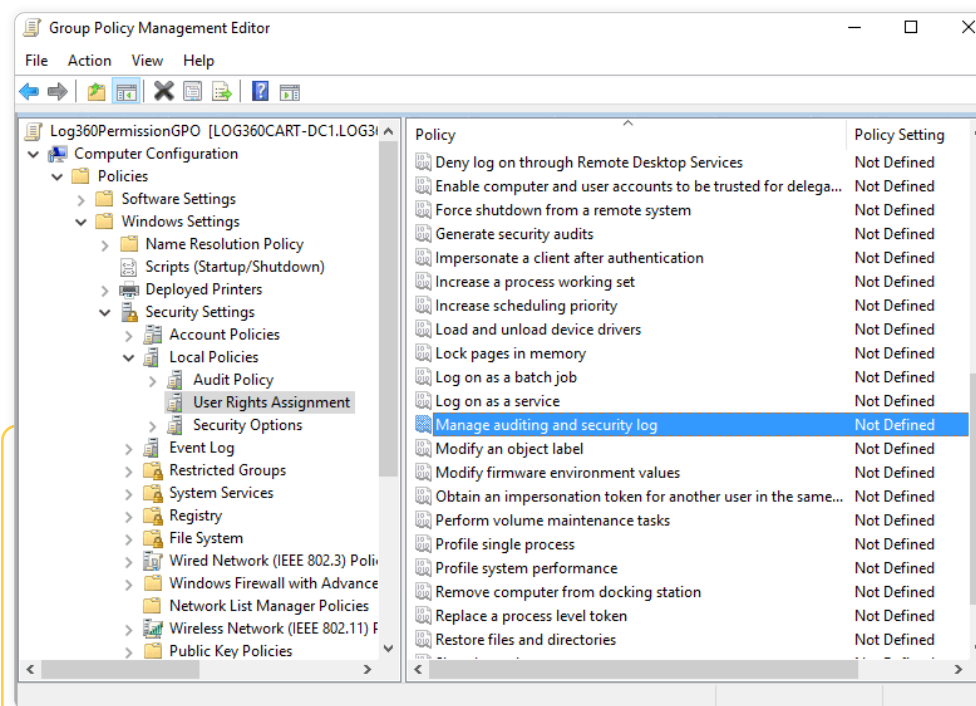 Group Policy Management Editor
File Action View Help
Log360PermissionGPO [LOG360CART-DC1.LOG3
Computer Configuration
Policies
Software Settings
Windows Settings
Name Resolution Policy
Scripts (Startup/Shutdown)
Deployed Printers
Security Settings
Account Policies
Local Policies
Audit Policy
User Rights Assignment
Security Options
Event Log
Restricted Groups
System Services
Registry
File System
Wired Network (IEEE 802.3) Poli
Windows Firewall with Advance
Network List Manager Policies
Wireless Network (IEEE 802.11) P
Public Key Policies
Policy Policy Setting
Deny log on through Remote Desktop Services Not Defined
Enable computer and user accounts to be trusted for delega... Not Defined
Force shutdown from a remote system Not Defined
Generate security audits Not Defined
Impersonate a client after authentication Not Defined
Increase a process working set Not Defined
Increase scheduling priority Not Defined
Load and unload device drivers Not Defined
Lock pages in memory Not Defined
Log on as a batch job Not Defined
Log on as a service Not Defined
Manage auditing and security log Not Defined
Modify an object label Not Defined
Modify firmware environment values Not Defined
Obtain an impersonation token for another user in the same... Not Defined
Perform volume maintenance tasks Not Defined
Profile single process Not Defined
Profile system performance Not Defined
Remove computer from docking station Not Defined
Replace a process level token Not Defined
Restore files and directories Not Defined